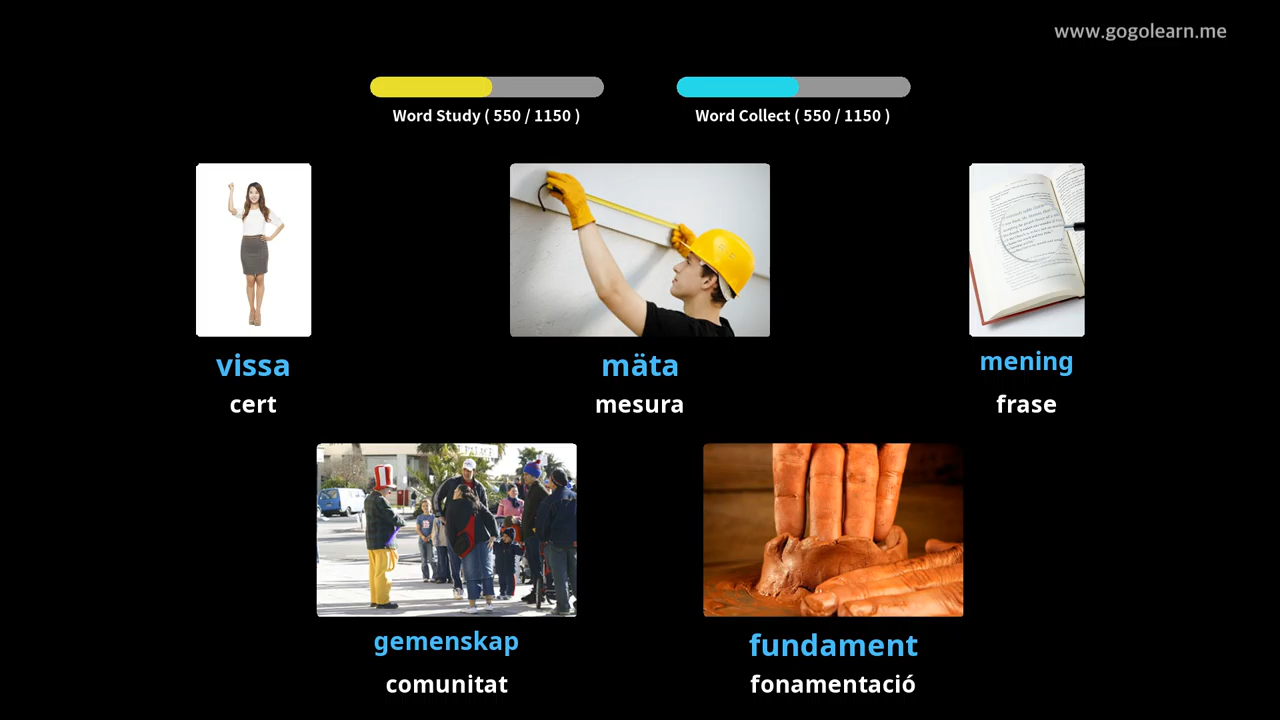 www.gogolearn.me
Word Study ( 550 / 1150 )
Word Collect ( 550 / 1150 )
vissa
cert
mäta
mesura
mening
frase
gemenskap
comunitat
fundament
fonamentació